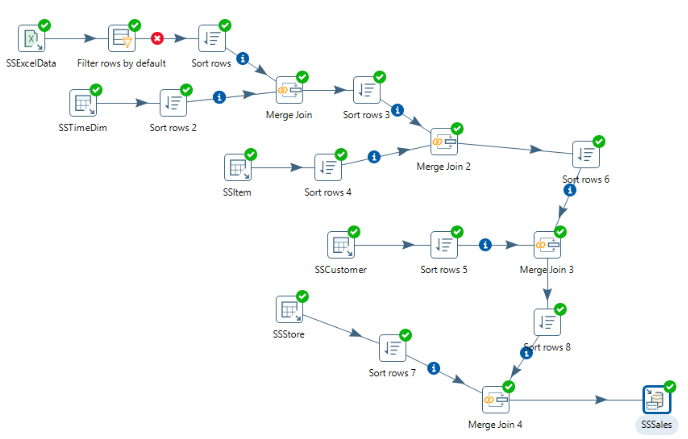 SSExcelData
Filter rows by default
Sort rows
SSTimeDim
Sort rows 2
Merge Join
Sort rows 3
SSItem
Sort rows 4
Merge Join 2
Sort rows 6
SSCustomer
Sort rows 5
Merge Join 3
SSStore
Sort rows 7
Sort rows 8
Merge Join 4
SSSales